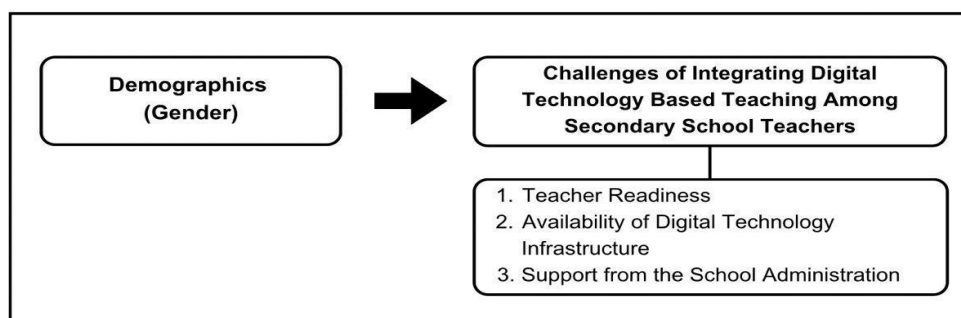 Demographics
(Gender)
Challenges of Integrating Digital
Technology Based Teaching Among
Secondary School Teachers
1. Teacher Readiness
2. Availability of Digital Technology
Infrastructure
3. Support from the School Administration